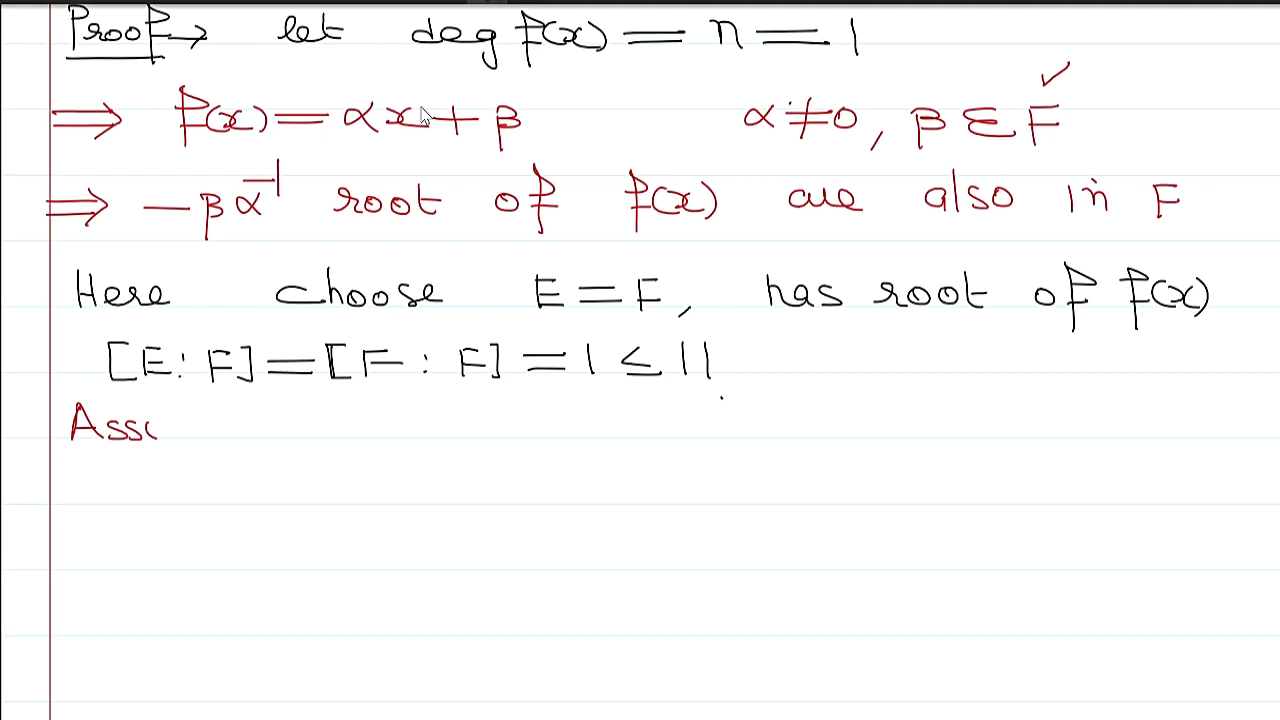 Proof→ let deg f(x) = n = 1
⇒ f(x) = αx + β α ≠ 0, β ∈ F ✓
⇒ -βα⁻¹ root of f(x) are also in F
Here choose E = F, has root of f(x)
[E : F] = [F : F] = 1 ≤ 1!
Assu